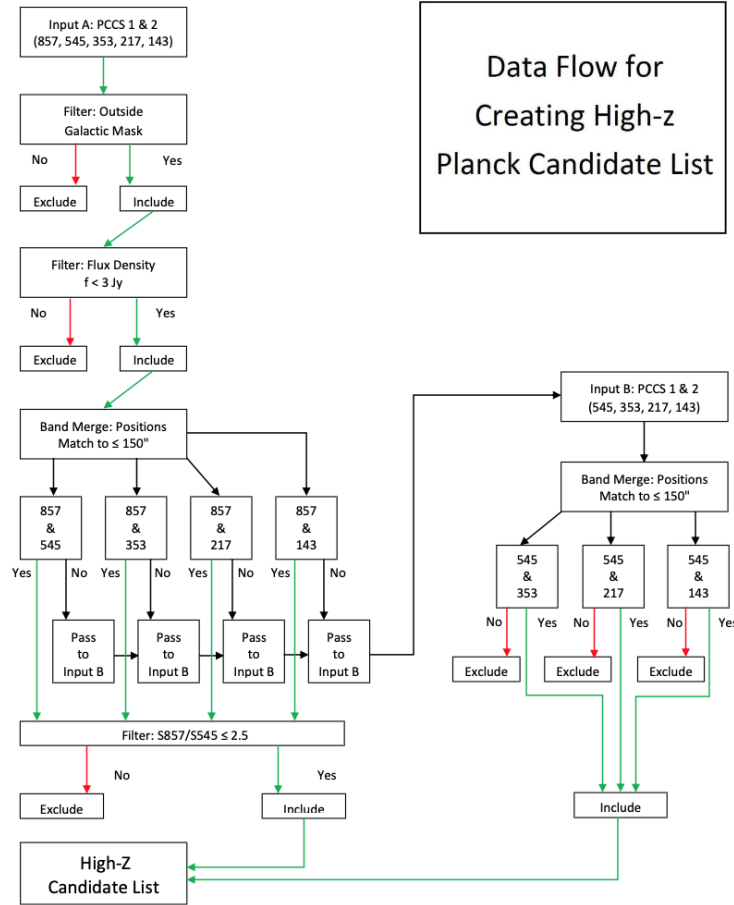 Input A: PCCS 1 & 2
(857, 545, 353, 217, 143)
Data Flow for
Creating High-z
Planck Candidate List
Filter: Outside
Galactic Mask
No
Yes
Exclude
Include
Filter: Flux Density
f < 3 Jy
No
Yes
Exclude
Include
Band Merge: Positions
Match to ≤ 150"
857
&
545
857
&
353
857
&
217
857
&
143
Yes
No
Yes
No
Yes
No
Yes
No
Pass
to
Input B
Pass
to
Input B
Pass
to
Input B
Pass
to
Input B
Input B: PCCS 1 & 2
(545, 353, 217, 143)
Band Merge: Positions
Match to ≤ 150"
545
&
353
545
&
217
545
&
143
No
Yes
No
Yes
No
Yes
Exclude
Exclude
Exclude
Filter: S857/S545 ≤ 2.5
No
Yes
Exclude
Include
Include
High-Z
Candidate List